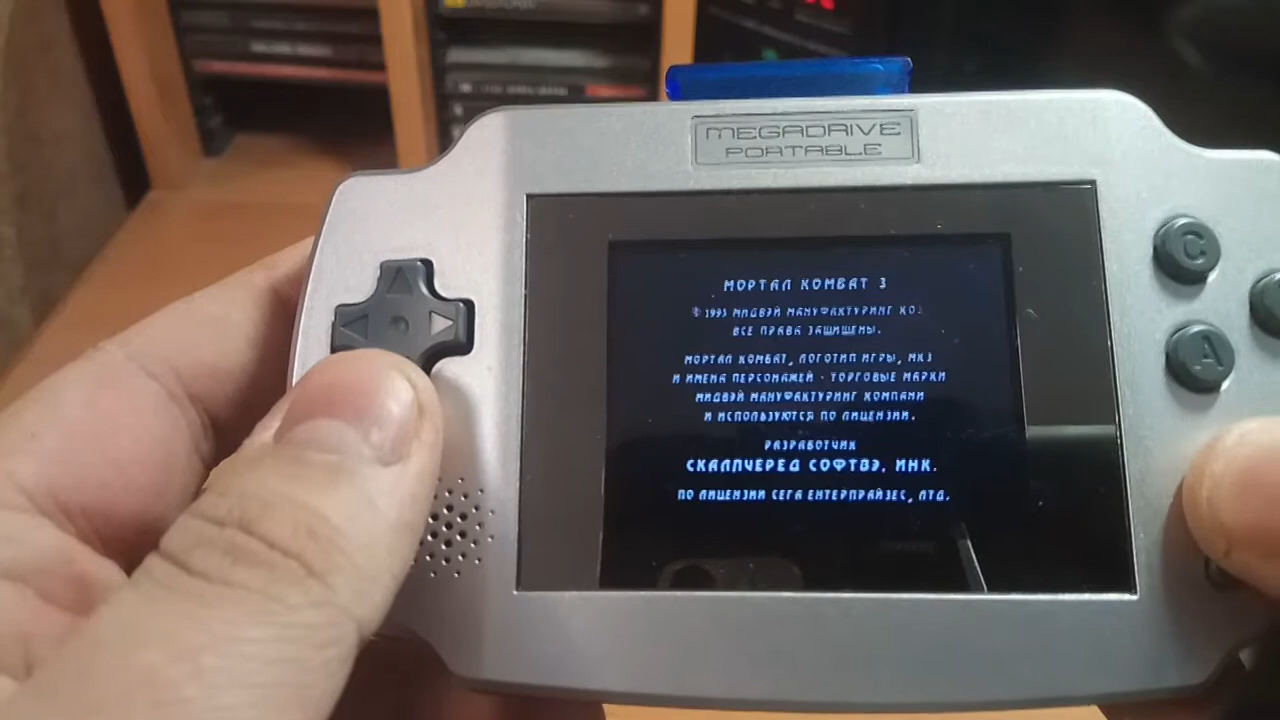 MEGADRIVE
PORTABLE
МОРТАЛ КОМБАТ 3
© 1995 МИДВЭЙ МАНУФАКТУРИНГ КО.
ВСЕ ПРАВА ЗАЩИЩЕНЫ.
МОРТАЛ КОМБАТ, ЛОГОТИП ИГРЫ, МК3
И ИМЕНА ПЕРСОНАЖЕЙ - ТОРГОВЫЕ МАРКИ
МИДВЭЙ МАНУФАКТУРИНГ КОМПАНИ
И ИСПОЛЬЗУЮТСЯ ПО ЛИЦЕНЗИИ.
РАЗРАБОТЧИК
СКАЛПЧЕРЕД СОФТВЭ, ИНК.
ПО ЛИЦЕНЗИИ СЕГА ЕНТЕРПРАЙЗЕС, ЛТД.
C
A